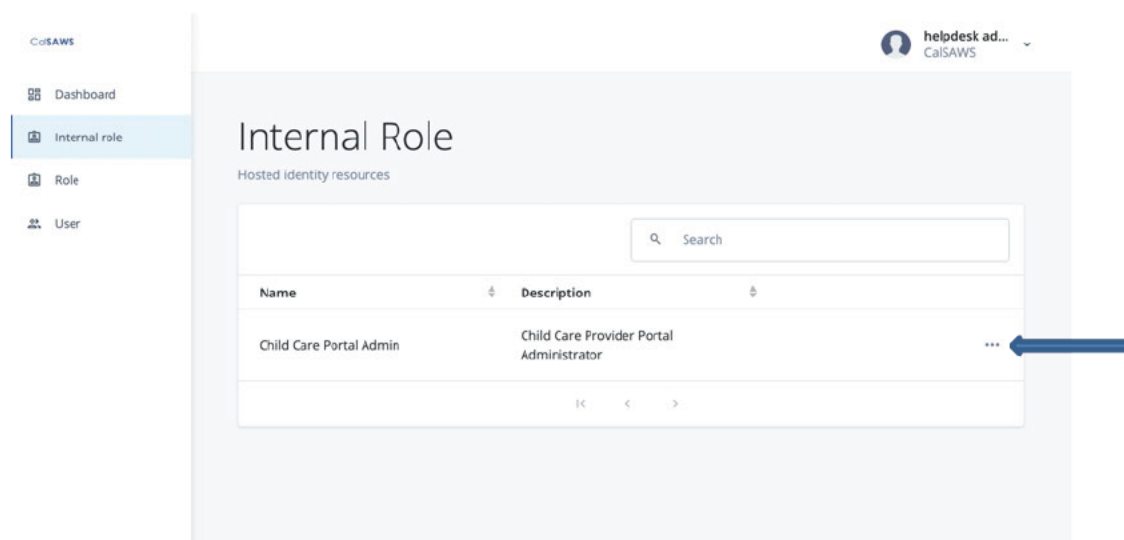 CalSAWS
helpdesk ad...
CalSAWS
Dashboard
Internal role
Role
User
Internal Role
Hosted identity resources
Search
Name Description
Child Care Portal Admin Child Care Provider Portal
Administrator